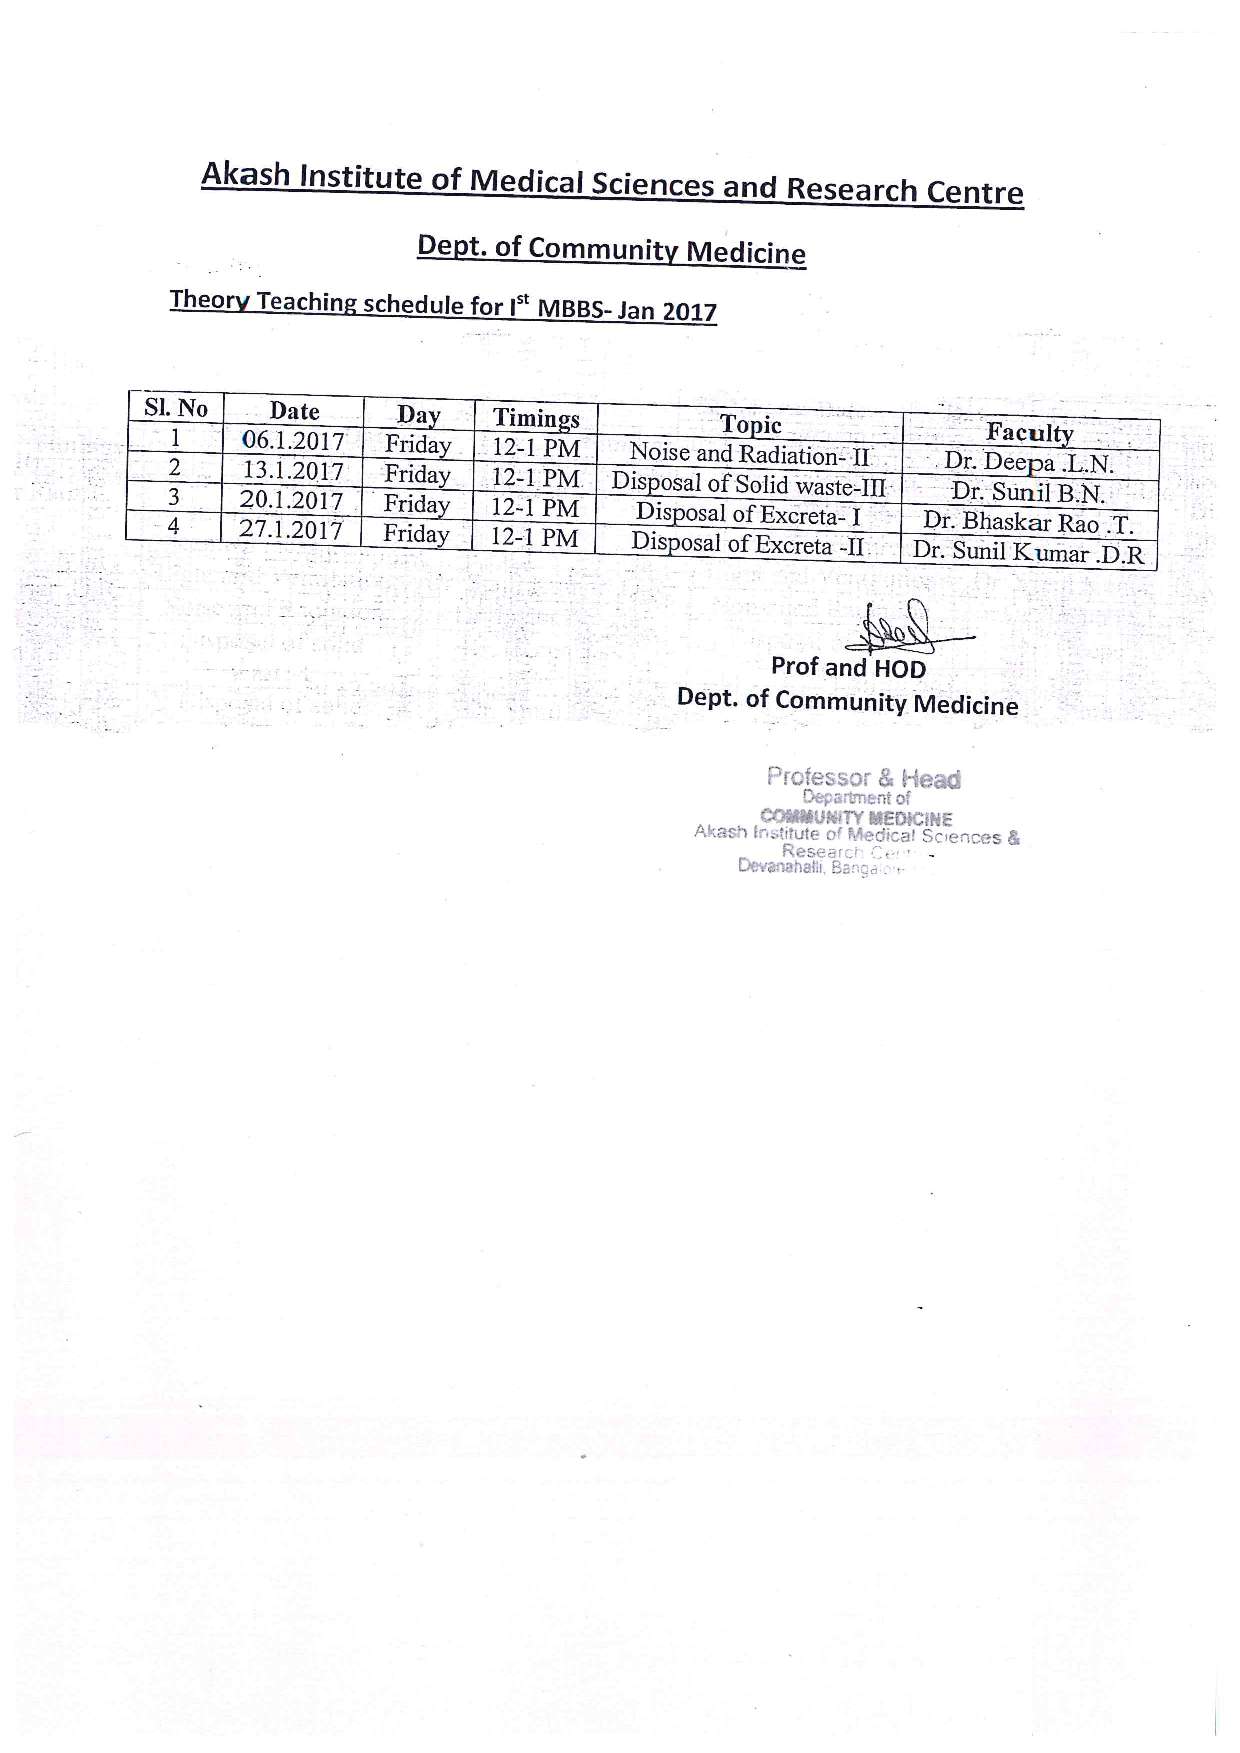 Akash Institute of Medical Sciences and Research Centre
Dept. of Community Medicine
Theory Teaching schedule for Ist MBBS- Jan 2017
Sl. No Date Day Timings Topic Faculty
1 06.1.2017 Friday 12-1 PM Noise and Radiation- II Dr. Deepa .L.N.
2 13.1.2017 Friday 12-1 PM Disposal of Solid waste-III Dr. Sunil B.N.
3 20.1.2017 Friday 12-1 PM Disposal of Excreta- I Dr. Bhaskar Rao .T.
4 27.1.2017 Friday 12-1 PM Disposal of Excreta -II Dr. Sunil Kumar .D.R
Prof and HOD
Dept. of Community Medicine
Professor & Head
Department of
COMMUNITY MEDICINE
Akash Institute of Medical Sciences &
Research
Devanahalli,